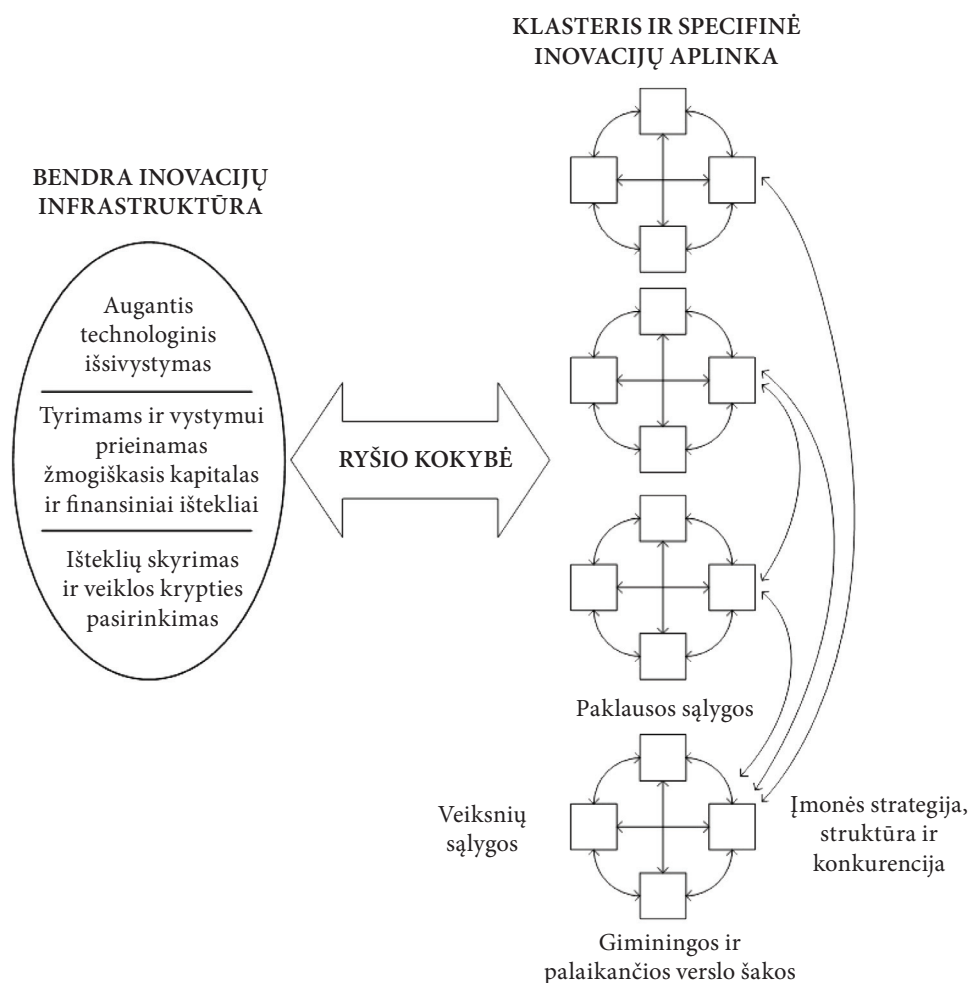 KLASTERIS IR SPECIFINĖ
INOVACIJŲ APLINKA
BENDRA INOVACIJŲ
INFRASTRUKTŪRA
Augantis
technologinis
išsivystymas
Tyrimams ir vystymui
prieinamas
žmogiškasis kapitalas
ir finansiniai ištekliai
Išteklių skyrimas
ir veiklos krypties
pasirinkimas
RYŠIO KOKYBĖ
Paklausos sąlygos
Veiksnių
sąlygos
Įmonės strategija,
struktūra ir
konkurencija
Giminingos ir
palaikančios verslo šakos